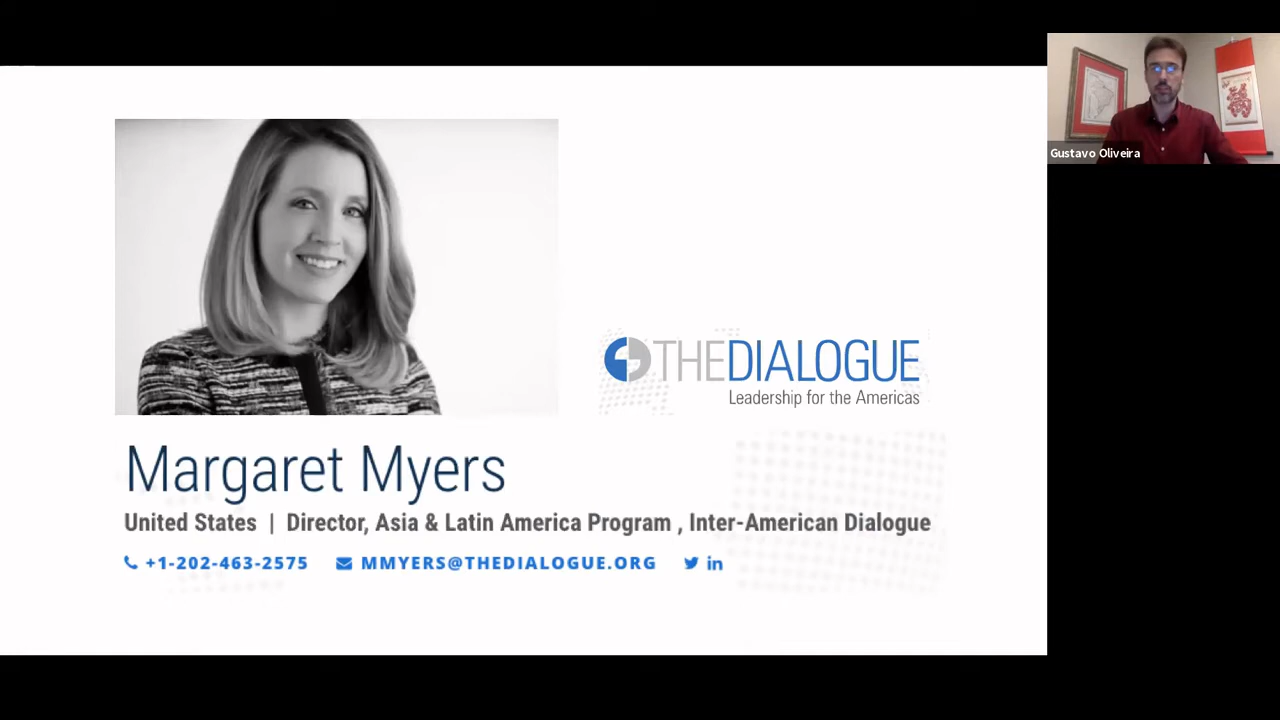 THEDIALOGUE
Leadership for the Americas
Margaret Myers
United States | Director, Asia & Latin America Program , Inter-American Dialogue
+1-202-463-2575 MMYERS@THEDIALOGUE.ORG in
Gustavo Oliveira